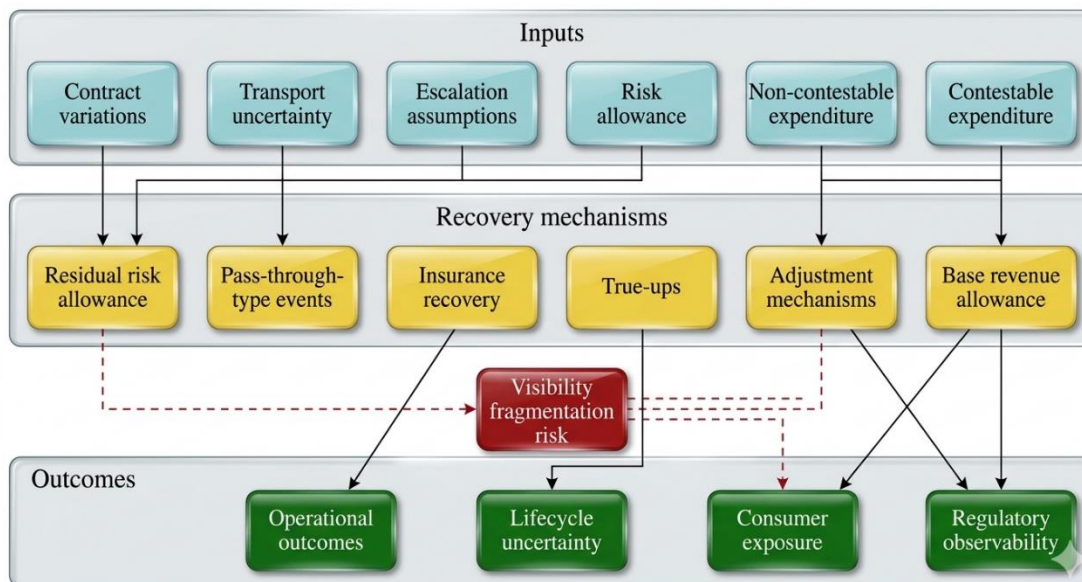 Inputs
Contract
variations
Transport
uncertainty
Escalation
assumptions
Risk
allowance
Non-contestable
expenditure
Contestable
expenditure
Recovery mechanisms
Residual risk
allowance
Pass-through-
type events
Insurance
recovery
True-ups
Adjustment
mechanisms
Base revenue
allowance
Visibility
fragmentation
risk
Outcomes
Operational
outcomes
Lifecycle
uncertainty
Consumer
exposure
Regulatory
observability